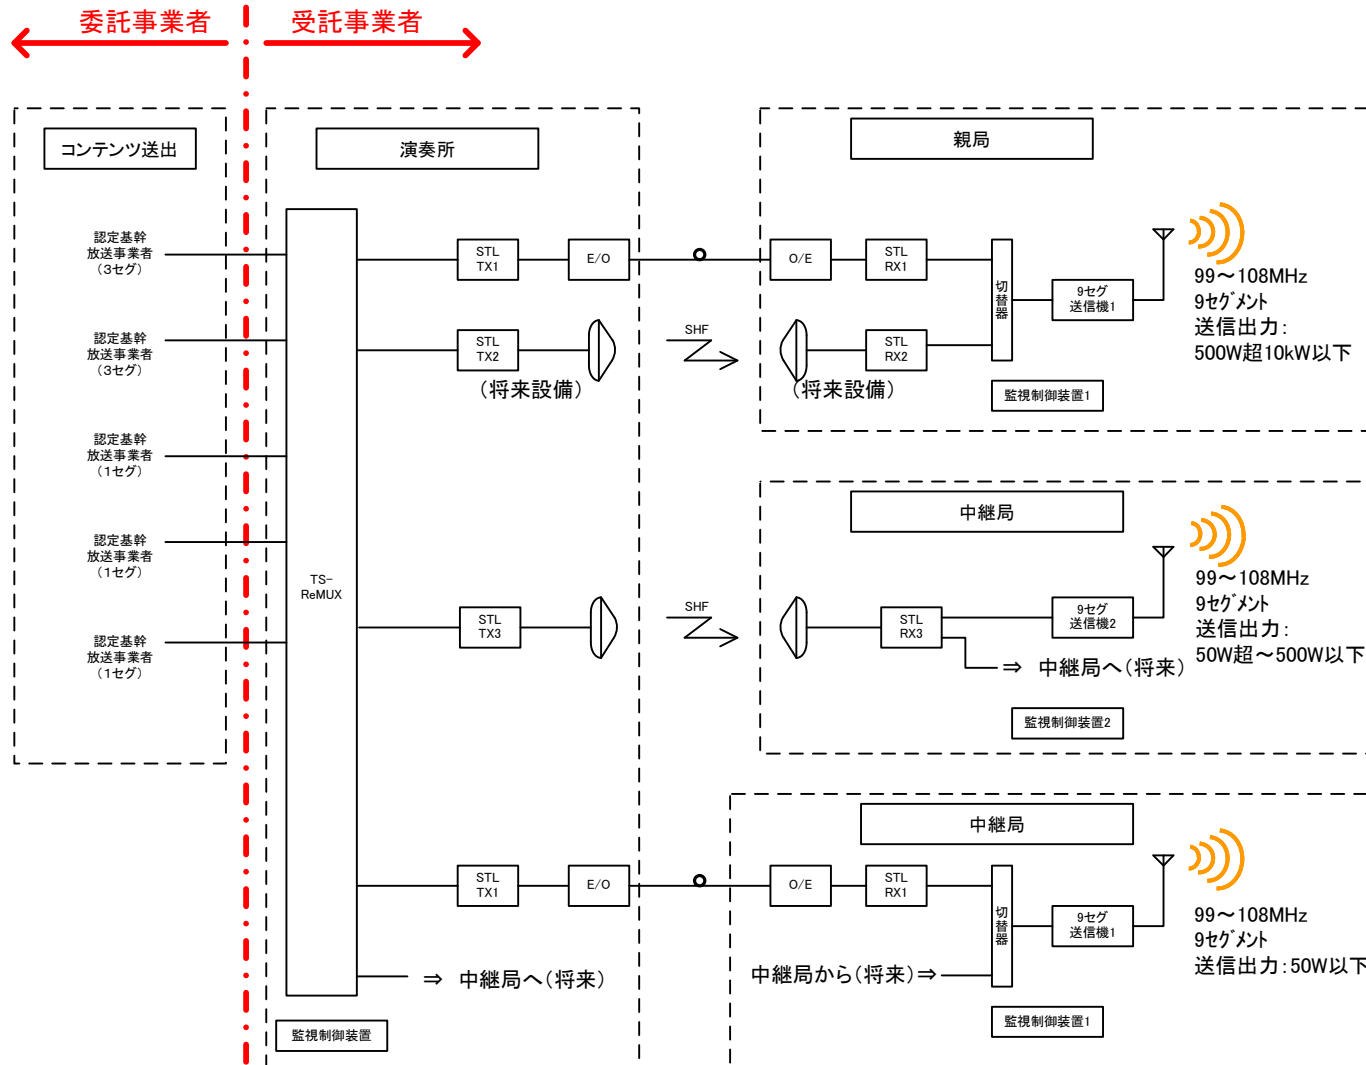 委託事業者
受託事業者
コンテンツ送出
認定基幹
放送事業者
(3セグ)
認定基幹
放送事業者
(3セグ)
認定基幹
放送事業者
(1セグ)
認定基幹
放送事業者
(1セグ)
認定基幹
放送事業者
(1セグ)
演奏所
TS-
ReMUX
STL
TX1
E/O
STL
TX2
(将来設備)
STL
TX3
STL
TX1
E/O
⇒ 中継局へ(将来)
監視制御装置
SHF
SHF
親局
O/E
STL
RX1
STL
RX2
(将来設備)
切替器
9セグ
送信機1
監視制御装置1
99～108MHz
9セグメント
送信出力:
500W超10kW以下
中継局
STL
RX3
9セグ
送信機2
⇒ 中継局へ(将来)
監視制御装置2
99～108MHz
9セグメント
送信出力:
50W超～500W以下
中継局
O/E
STL
RX1
切替器
9セグ
送信機1
中継局から(将来)⇒
監視制御装置1
99～108MHz
9セグメント
送信出力:50W以下